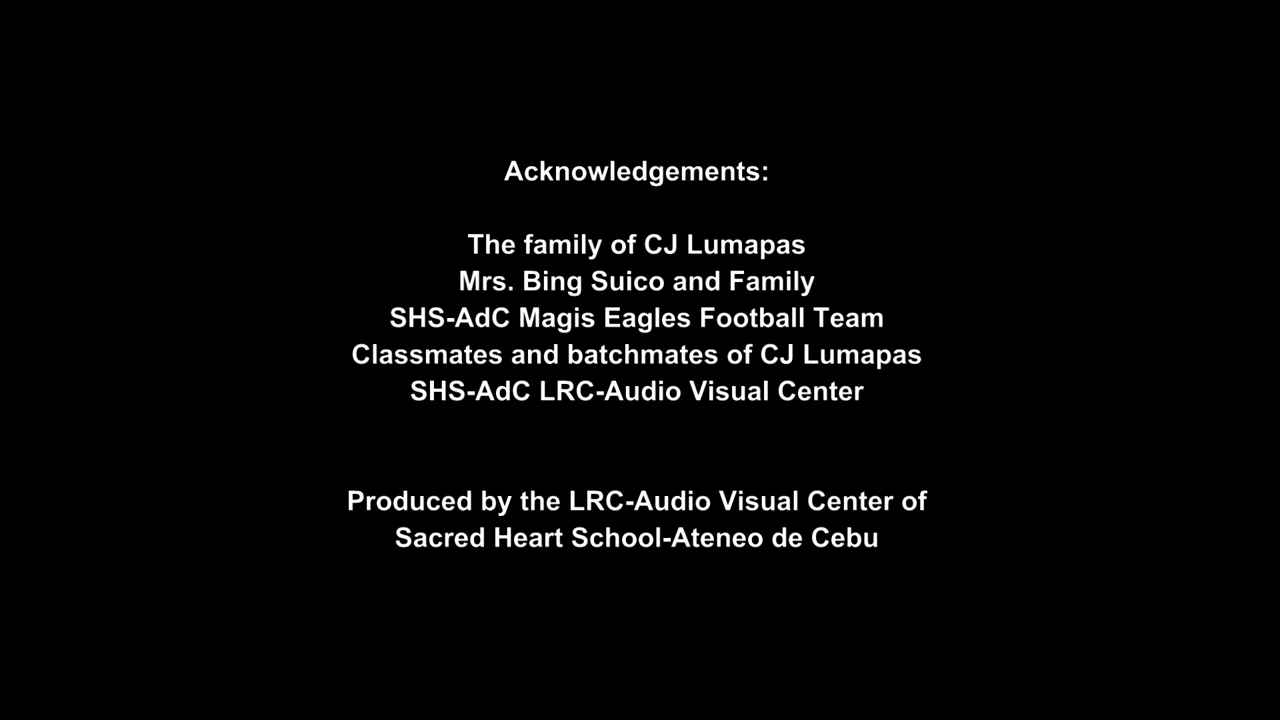 Acknowledgements:
The family of CJ Lumapas
Mrs. Bing Suico and Family
SHS-AdC Magis Eagles Football Team
Classmates and batchmates of CJ Lumapas
SHS-AdC LRC-Audio Visual Center
Produced by the LRC-Audio Visual Center of
Sacred Heart School-Ateneo de Cebu